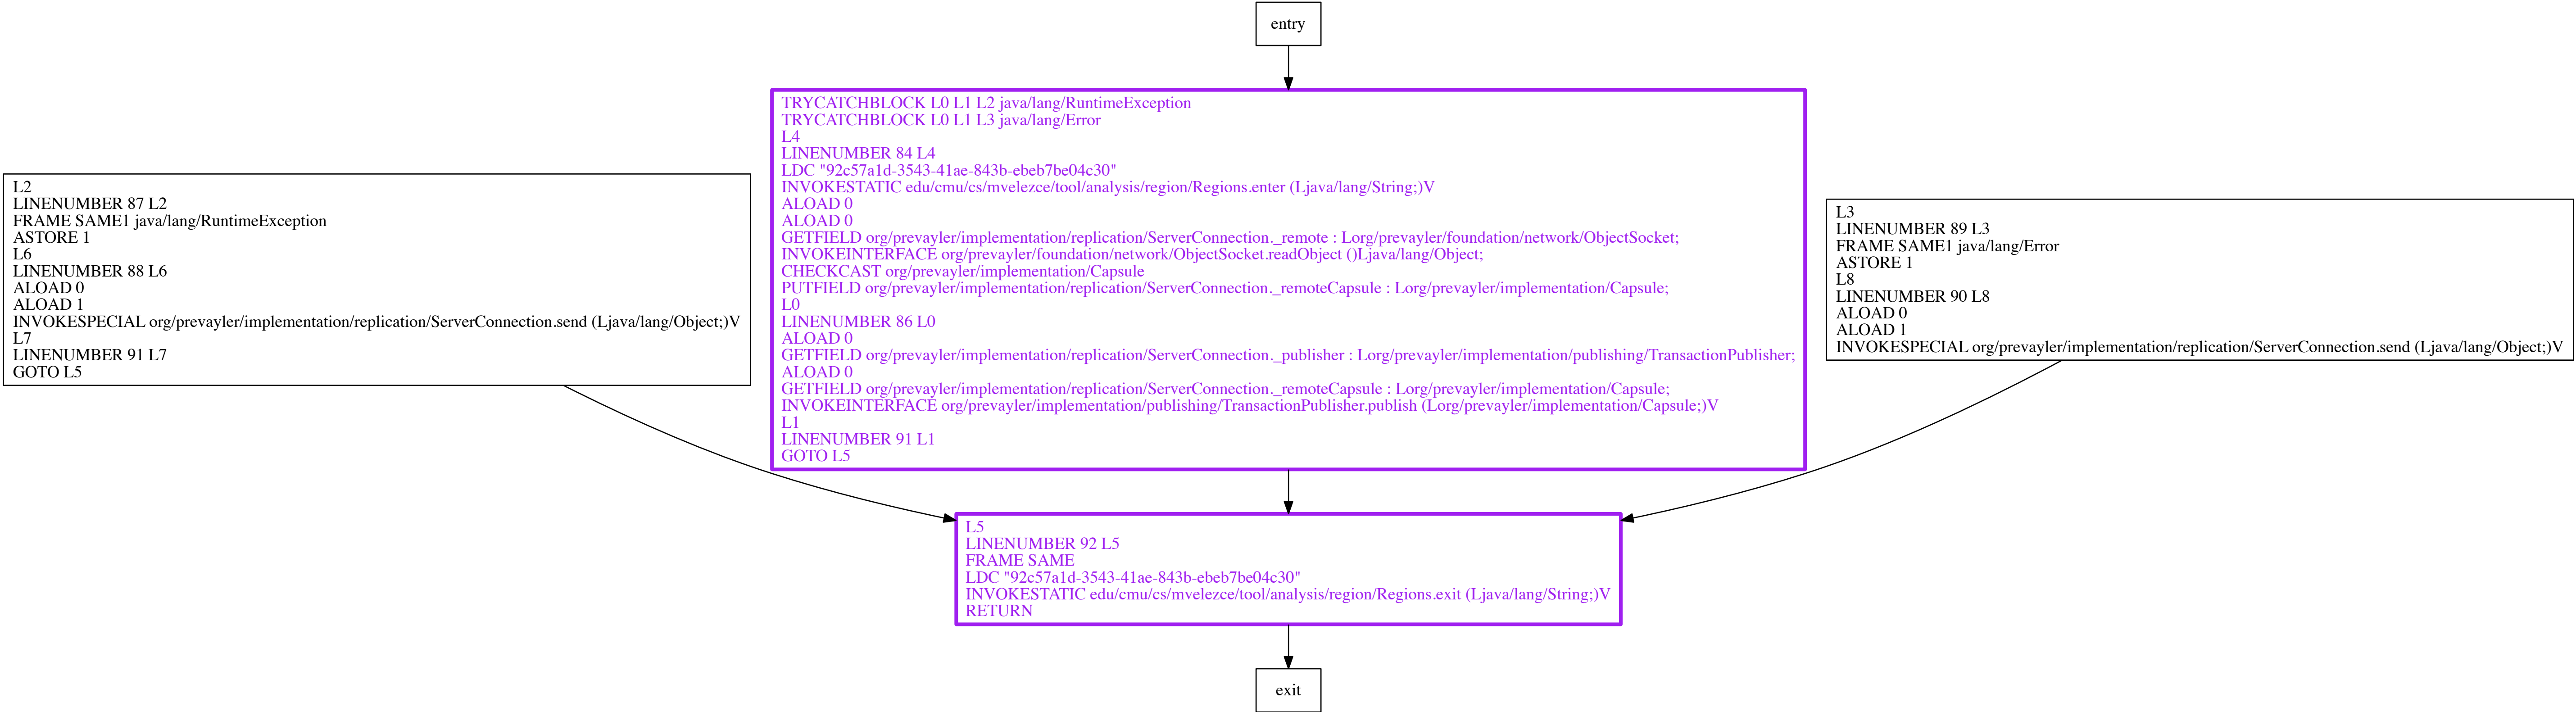 entry
TRYCATCHBLOCK L0 L1 L2 java/lang/RuntimeException
TRYCATCHBLOCK L0 L1 L3 java/lang/Error
L4
LINENUMBER 84 L4
LDC "92c57a1d-3543-41ae-843b-ebeb7be04c30"
INVOKESTATIC edu/cmu/cs/mvelezce/tool/analysis/region/Regions.enter (Ljava/lang/String;)V
ALOAD 0
ALOAD 0
GETFIELD org/prevayler/implementation/replication/ServerConnection._remote : Lorg/prevayler/foundation/network/ObjectSocket;
INVOKEINTERFACE org/prevayler/foundation/network/ObjectSocket.readObject ()Ljava/lang/Object;
CHECKCAST org/prevayler/implementation/Capsule
PUTFIELD org/prevayler/implementation/replication/ServerConnection._remoteCapsule : Lorg/prevayler/implementation/Capsule;
L0
LINENUMBER 86 L0
ALOAD 0
GETFIELD org/prevayler/implementation/replication/ServerConnection._publisher : Lorg/prevayler/implementation/publishing/TransactionPublisher;
ALOAD 0
GETFIELD org/prevayler/implementation/replication/ServerConnection._remoteCapsule : Lorg/prevayler/implementation/Capsule;
INVOKEINTERFACE org/prevayler/implementation/publishing/TransactionPublisher.publish (Lorg/prevayler/implementation/Capsule;)V
L1
LINENUMBER 91 L1
GOTO L5
L2
LINENUMBER 87 L2
FRAME SAME1 java/lang/RuntimeException
ASTORE 1
L6
LINENUMBER 88 L6
ALOAD 0
ALOAD 1
INVOKESPECIAL org/prevayler/implementation/replication/ServerConnection.send (Ljava/lang/Object;)V
L7
LINENUMBER 91 L7
GOTO L5
L3
LINENUMBER 89 L3
FRAME SAME1 java/lang/Error
ASTORE 1
L8
LINENUMBER 90 L8
ALOAD 0
ALOAD 1
INVOKESPECIAL org/prevayler/implementation/replication/ServerConnection.send (Ljava/lang/Object;)V
L5
LINENUMBER 92 L5
FRAME SAME
LDC "92c57a1d-3543-41ae-843b-ebeb7be04c30"
INVOKESTATIC edu/cmu/cs/mvelezce/tool/analysis/region/Regions.exit (Ljava/lang/String;)V
RETURN
exit